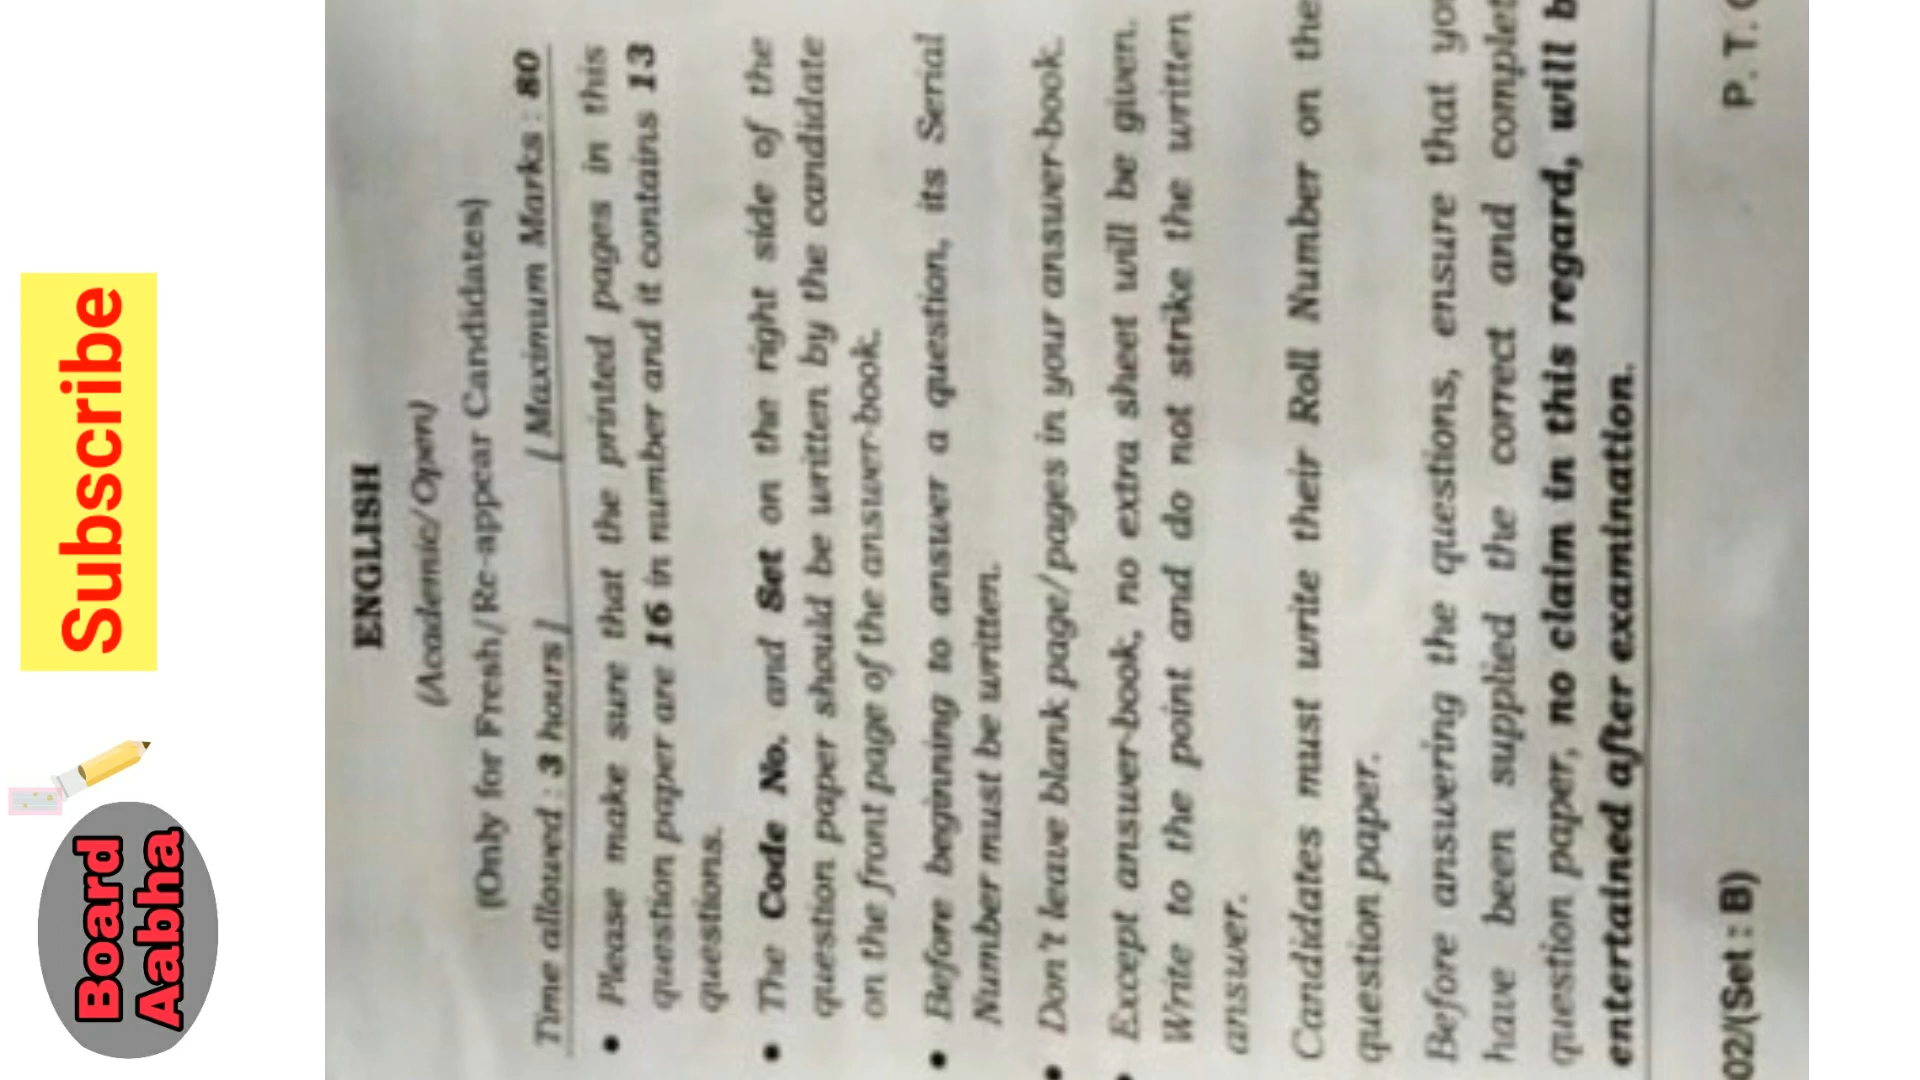 Subscribe
Board
Aabha
ENGLISH
(Academic/Open)
(Only for Fresh/Re-appear Candidates)
Time allowed : 3 hours ] [ Maximum Marks : 80
• Please make sure that the printed pages in this
question paper are 16 in number and it contains 13
questions.
• The Code No. and Set on the right side of the
question paper should be written by the candidate
on the front page of the answer-book.
• Before beginning to answer a question, its Serial
Number must be written.
• Don't leave blank page/pages in your answer-book.
• Except answer-book, no extra sheet will be given.
Write to the point and do not strike the written
answer.
Candidates must write their Roll Number on the
question paper.
Before answering the questions, ensure that you
have been supplied the correct and complet
question paper, no claim in this regard, will b
entertained after examination.
02/(Set : B) P. T. O